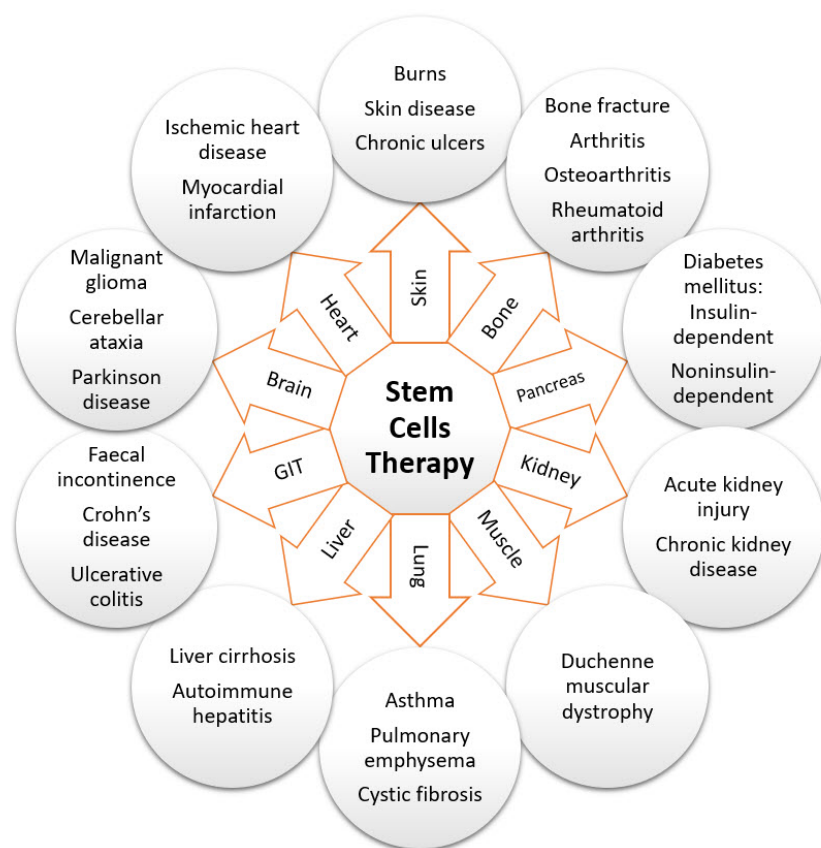 Burns
Skin disease
Chronic ulcers
Bone fracture
Arthritis
Osteoarthritis
Rheumatoid
arthritis
Diabetes
mellitus:
Insulin-
dependent
Noninsulin-
dependent
Acute kidney
injury
Chronic kidney
disease
Duchenne
muscular
dystrophy
Asthma
Pulmonary
emphysema
Cystic fibrosis
Liver cirrhosis
Autoimmune
hepatitis
Faecal
incontinence
Crohn’s
disease
Ulcerative
colitis
Malignant
glioma
Cerebellar
ataxia
Parkinson
disease
Ischemic heart
disease
Myocardial
infarction
Skin
Bone
Pancreas
Kidney
Muscle
Lung
Liver
GIT
Brain
Heart
Stem
Cells
Therapy